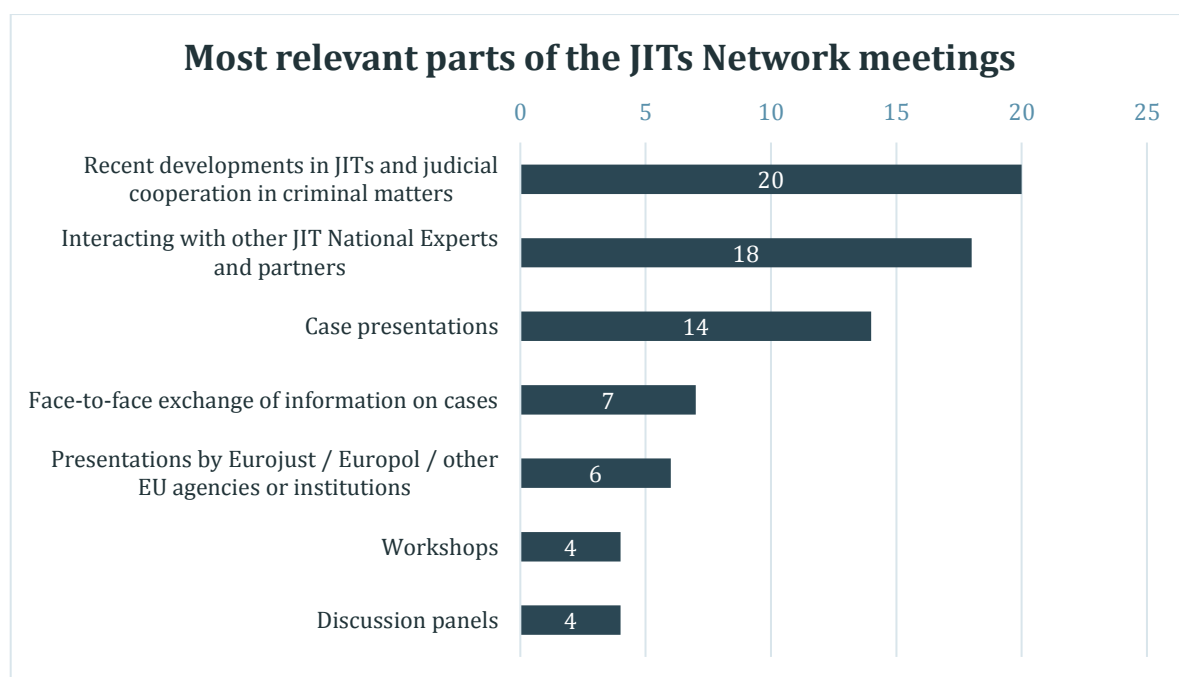 Most relevant parts of the JITs Network meetings
0 5 10 15 20 25
Recent developments in JITs and judicial
cooperation in criminal matters
20
Interacting with other JIT National Experts
and partners
18
Case presentations
14
Face-to-face exchange of information on cases
7
Presentations by Eurojust / Europol / other
EU agencies or institutions
6
Workshops
4
Discussion panels
4